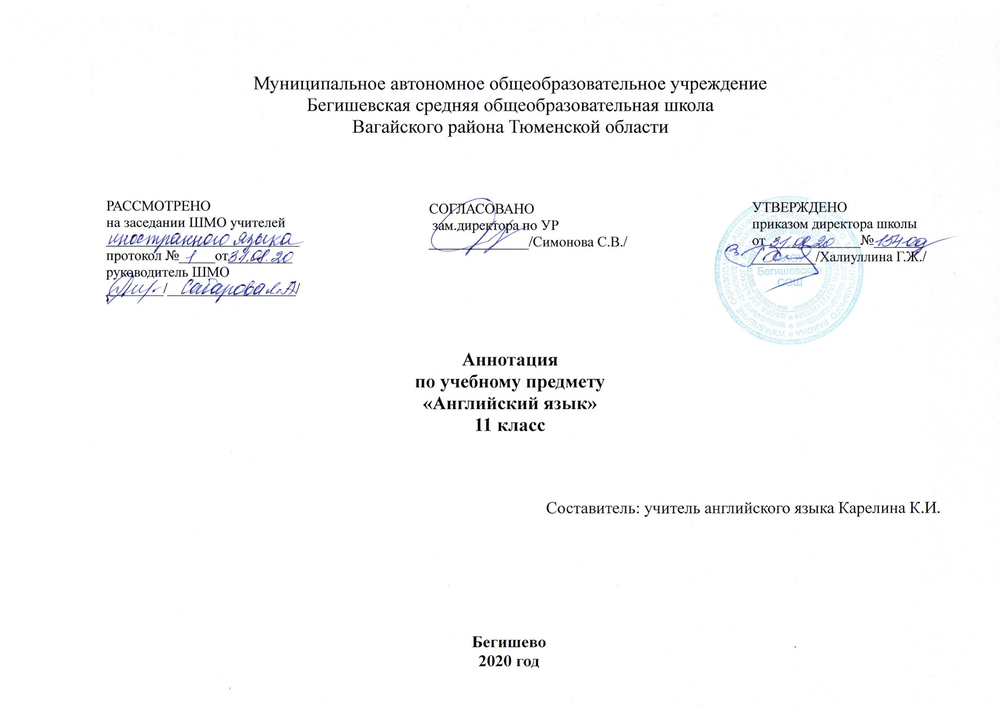 Муниципальное автономное общеобразовательное учреждение
Бегишевская средняя общеобразовательная школа
Вагайского района Тюменской области
РАССМОТРЕНО
на заседании ШМО учителей
иностранного языка
протокол № 1 от 31.08.20
руководитель ШМО
/ Сабарова /
СОГЛАСОВАНО
зам.директора по УР
/Симонова С.В./
УТВЕРЖДЕНО
приказом директора школы
от 31.08.20 № 154 од
/Халиуллина Г.Ж./
МАОУ
Бегишевская
СОШ
Аннотация
по учебному предмету
«Английский язык»
11 класс
Составитель: учитель английского языка Карелина К.И.
Бегишево
2020 год